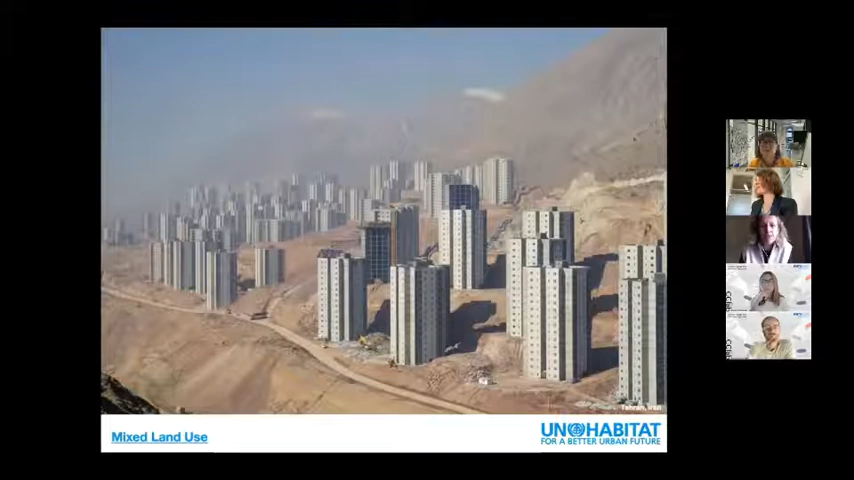 Tehran, Iran
Mixed Land Use
UN HABITAT
FOR A BETTER URBAN FUTURE